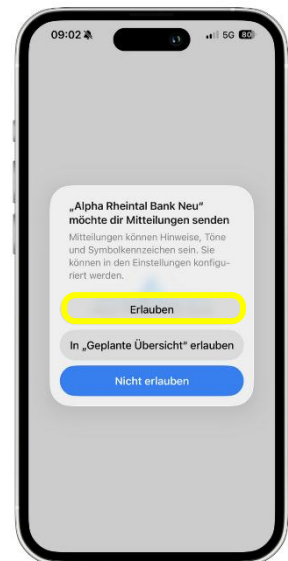 09:02 5G 80
„Alpha Rheintal Bank Neu“
möchte dir Mitteilungen senden
Mitteilungen können Hinweise, Töne
und Symbolkennzeichen sein. Sie
können in den Einstellungen konfigu-
riert werden.
Erlauben
In „Geplante Übersicht“ erlauben
Nicht erlauben